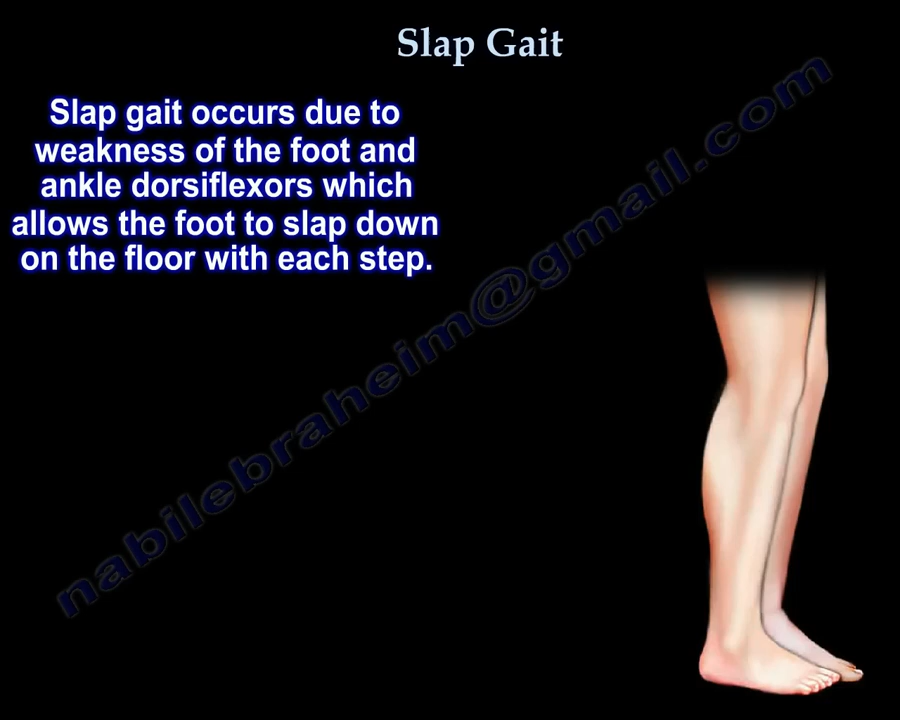 Slap Gait
Slap gait occurs due to
weakness of the foot and
ankle dorsiflexors which
allows the foot to slap down
on the floor with each step.
nabilebraheim@gmail.com